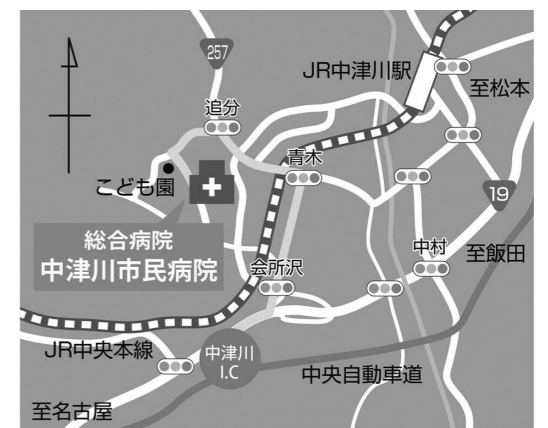 257
JR中津川駅
至松本
追分
青木
こども園
19
総合病院
中津川市民病院
中村
至飯田
会所沢
JR中央本線
中津川
I.C
中央自動車道
至名古屋